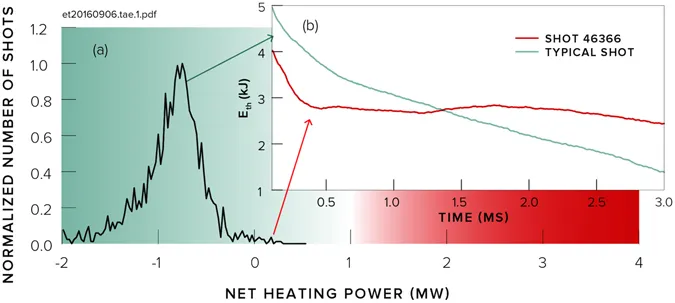 et20160906.tae.1.pdf
NORMALIZED NUMBER OF SHOTS
1.2
1.0
0.8
0.6
0.4
0.2
0.0
(a)
-2 -1 0 1 2 3 4
NET HEATING POWER (MW)
(b)
E th (kJ)
5
4
3
2
1
SHOT 46366
TYPICAL SHOT
0.5 1.0 1.5 2.0 2.5 3.0
TIME (MS)